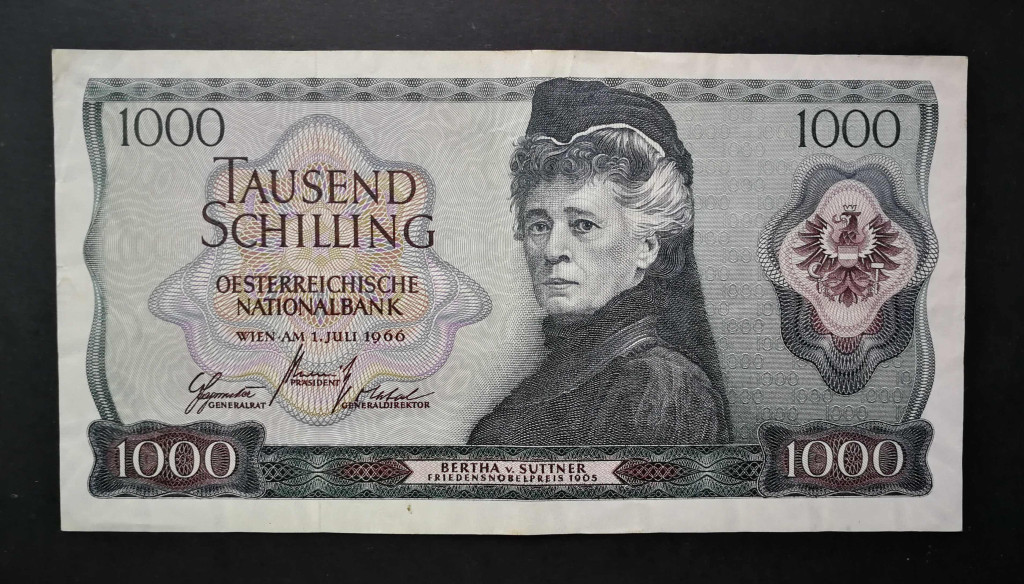 1000
1000
TAUSEND
SCHILLING
OESTERREICHISCHE
NATIONALBANK
WIEN·AM 1. JULI 1966
PRÄSIDENT
GENERALRAT
GENERALDIREKTOR
1000
BERTHA v. SUTTNER
FRIEDENSNOBELPREIS 1905
1000